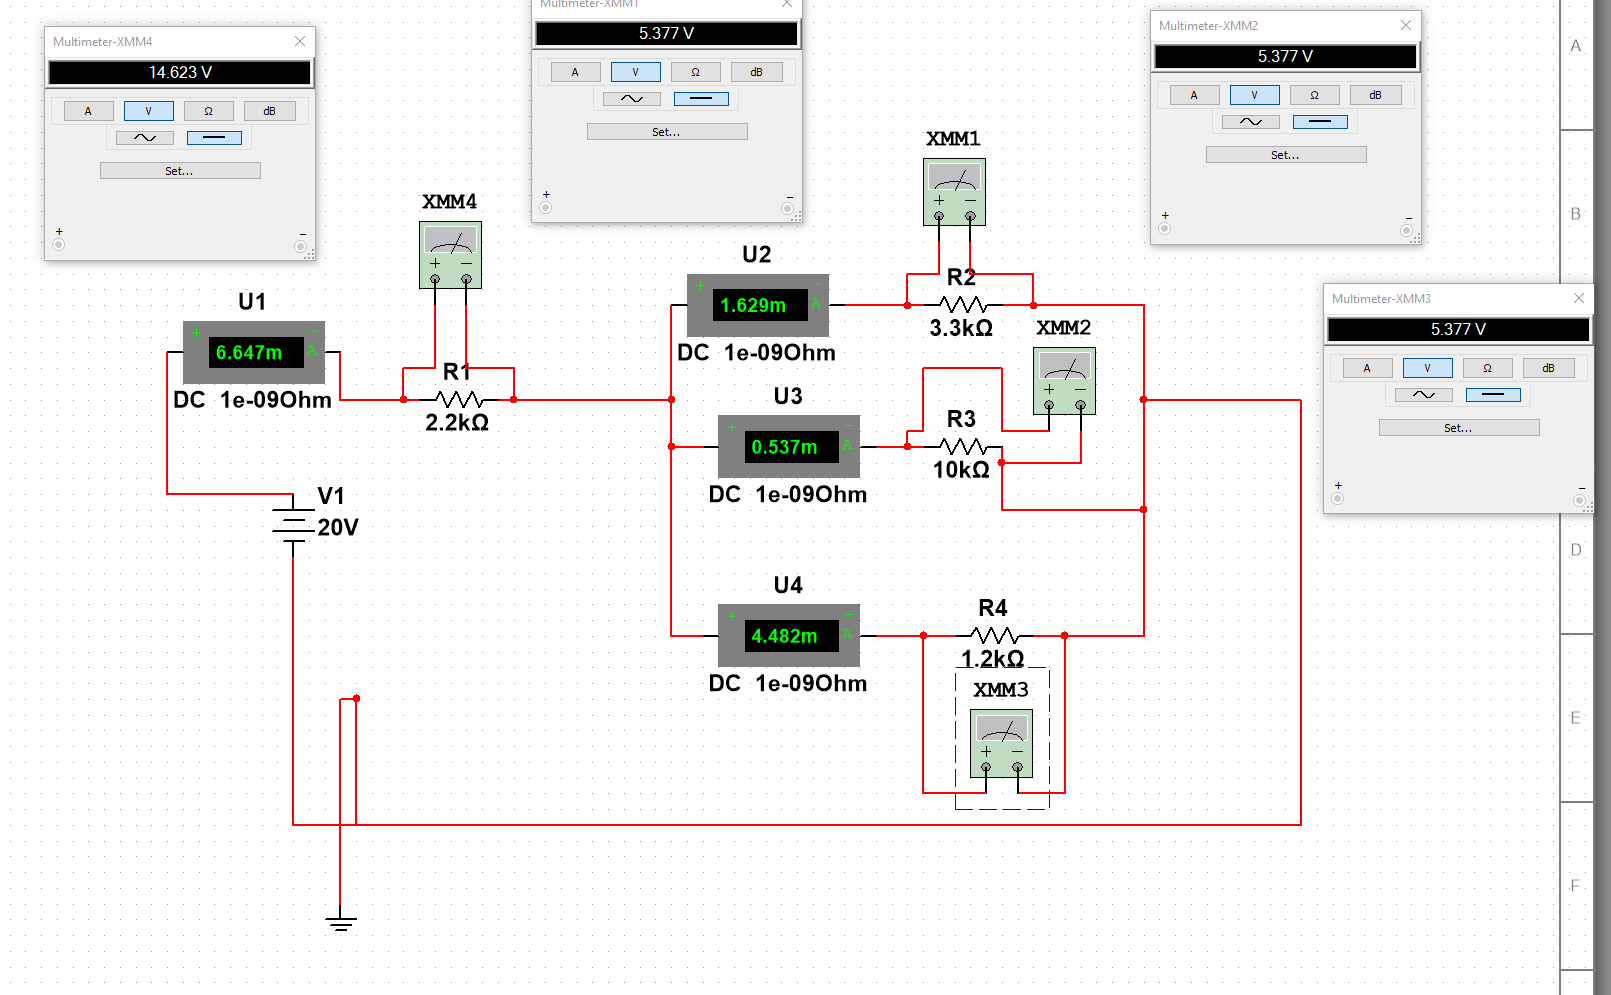 Multimeter-XMM4
14.623 V
A V Ω dB
Set...
+ −
Multimeter-XMM1
5.377 V
A V Ω dB
Set...
+ −
Multimeter-XMM2
5.377 V
A V Ω dB
Set...
+ −
Multimeter-XMM3
5.377 V
A V Ω dB
Set...
+ −
XMM4
+ −
XMM1
+ −
U1
+ −
6.647m A
DC 1e-09Ohm
R1
2.2kΩ
U2
+ −
1.629m A
DC 1e-09Ohm
R2
3.3kΩ
XMM2
+ −
U3
+ −
0.537m A
DC 1e-09Ohm
R3
10kΩ
V1
20V
U4
+ −
4.482m A
DC 1e-09Ohm
R4
1.2kΩ
XMM3
+ −
A
B
D
E
F